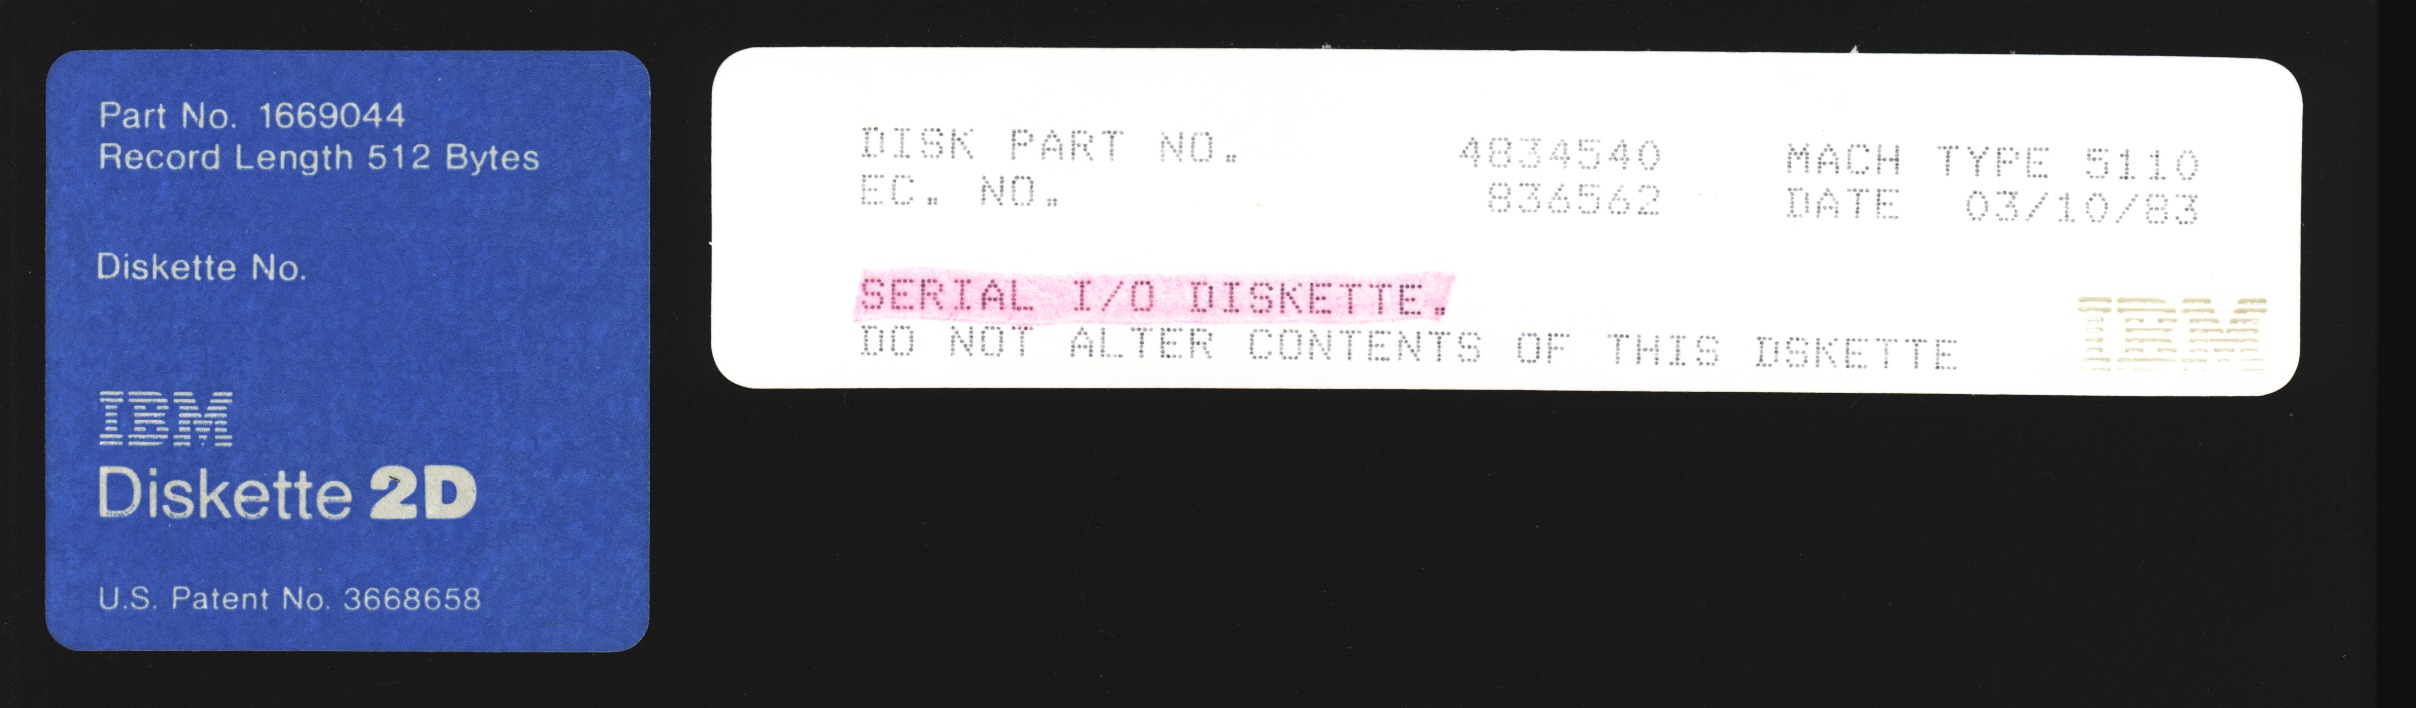 Part No. 1669044
Record Length 512 Bytes
Diskette No.
IBM
Diskette 2D
U.S. Patent No. 3668658
DISK PART NO. 4834540 MACH TYPE 5110
EC. NO. 836562 DATE 03/10/83
SERIAL I/O DISKETTE.
DO NOT ALTER CONTENTS OF THIS DSKETTE
IBM